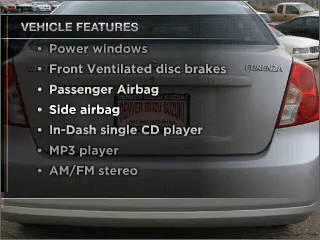 VEHICLE FEATURES
• Power windows
• Front Ventilated disc brakes
FORENZA
• Passenger Airbag
• Side airbag
• In-Dash single CD player
• MP3 player
• AM/FM stereo